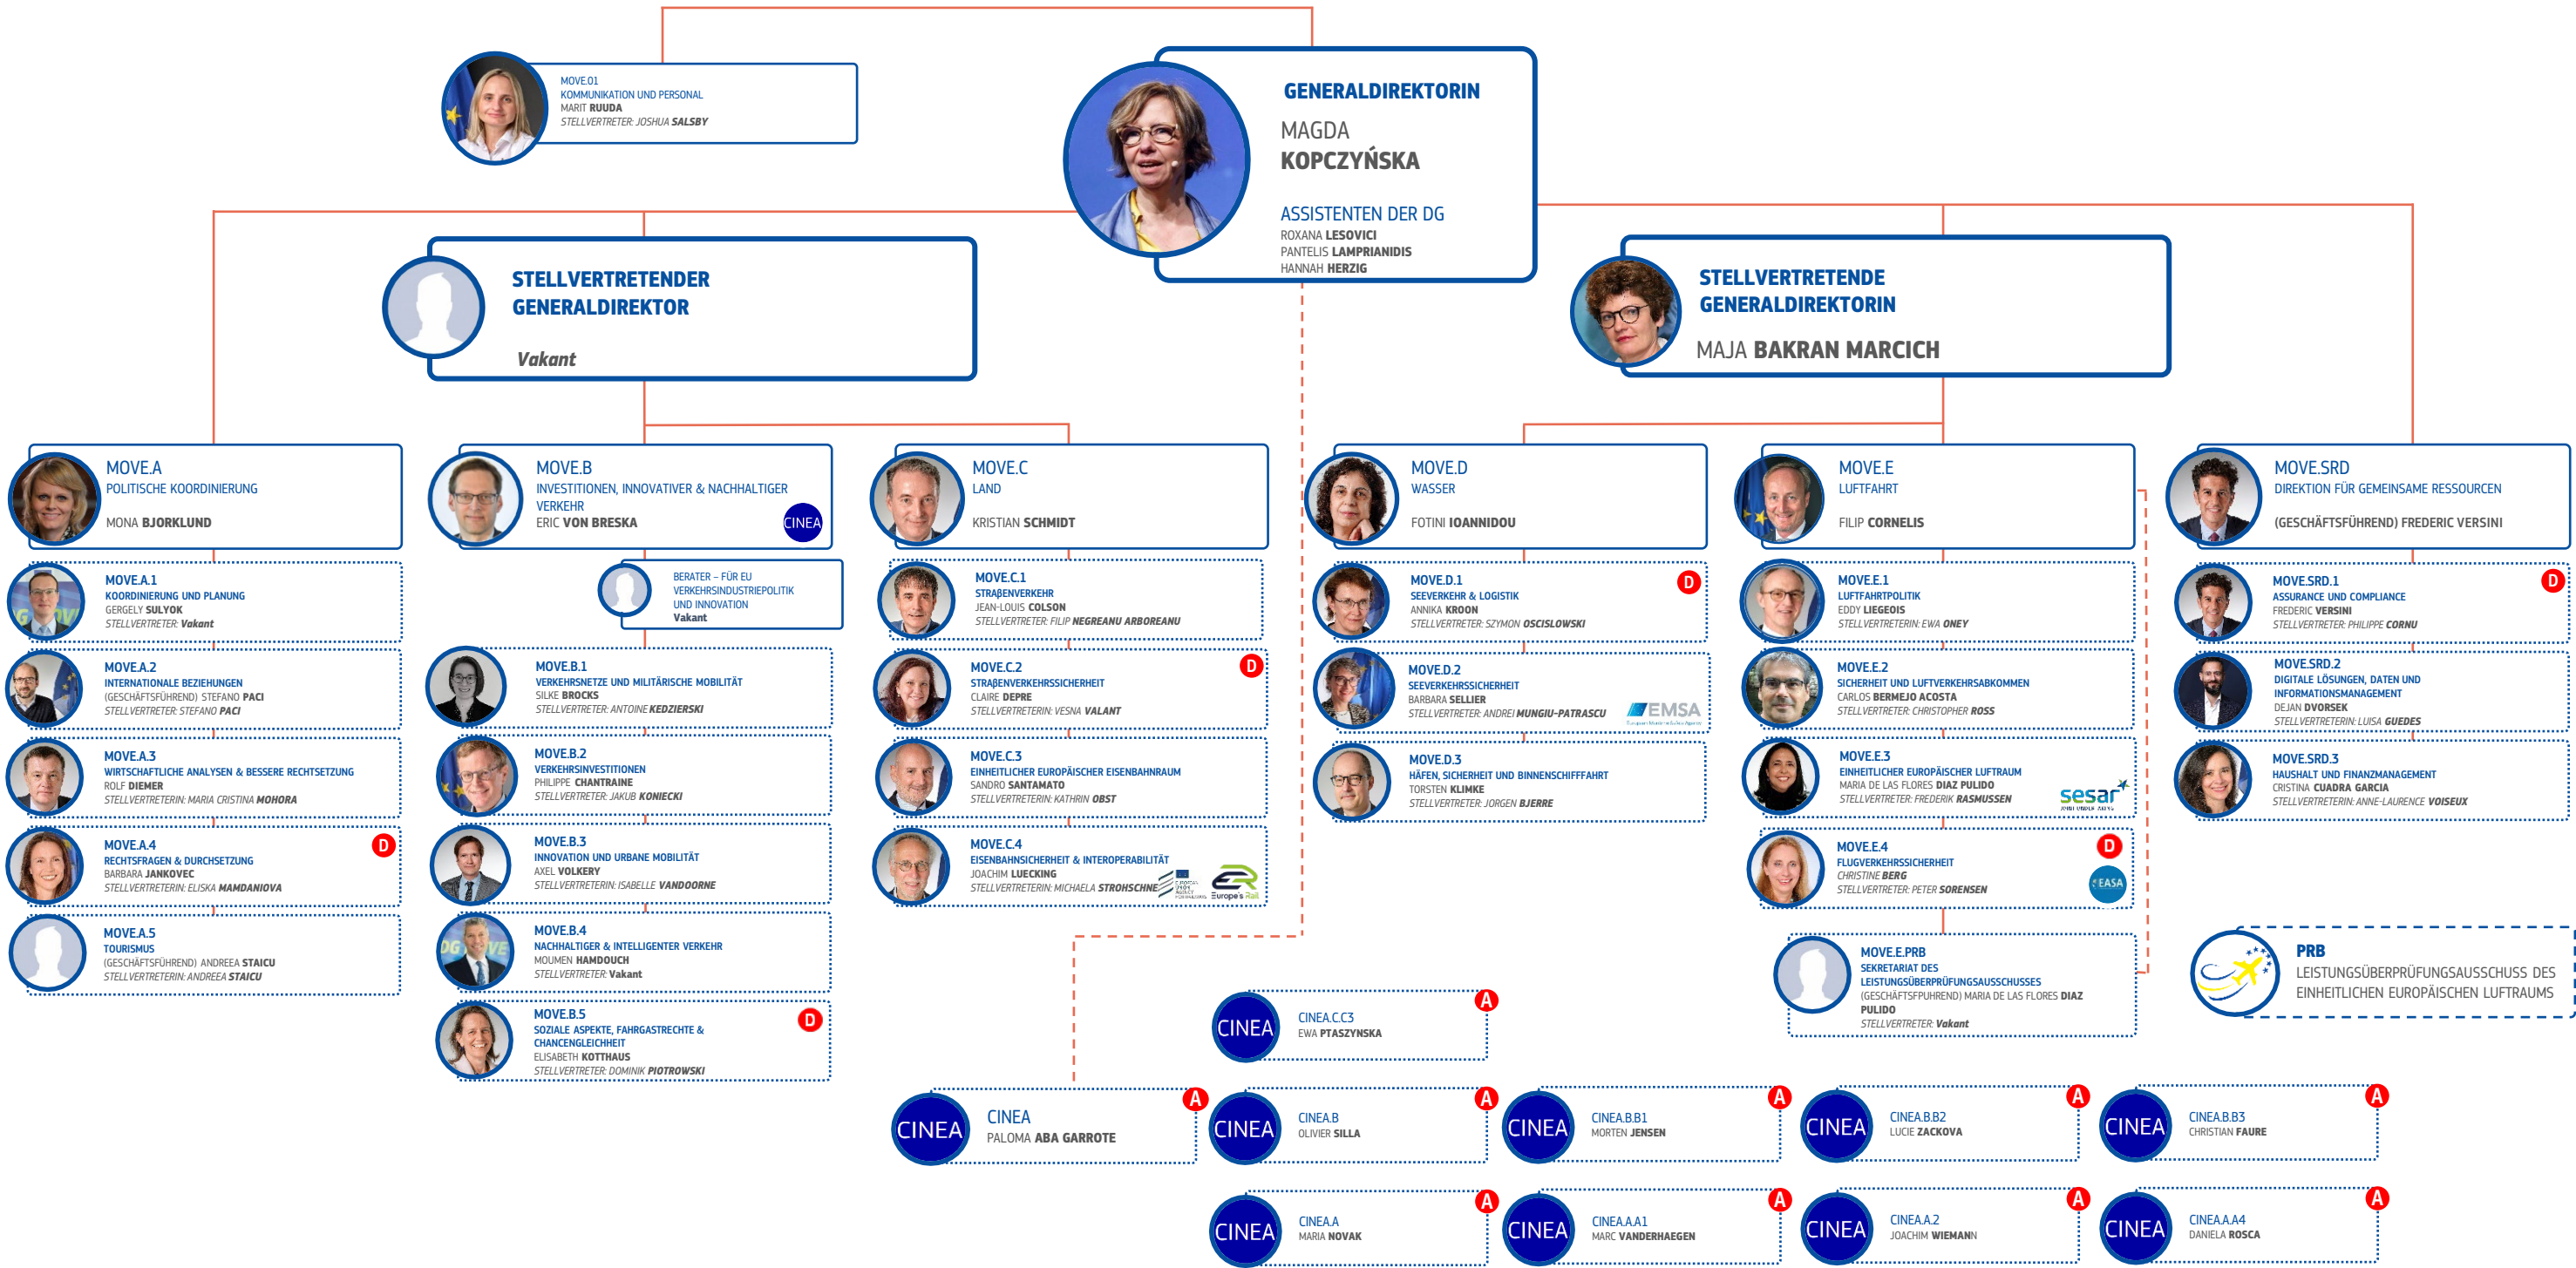 MOVE.01
KOMMUNIKATION UND PERSONAL
MARIT RUUDA
STELLVERTRETER: JOSHUA SALSBY
GENERALDIREKTORIN
MAGDA
KOPCZYŃSKA
ASSISTENTEN DER DG
ROXANA LESOVICI
PANTELIS LAMPRIANIDIS
HANNAH HERZIG
STELLVERTRETENDER
GENERALDIREKTOR
Vakant
STELLVERTRETENDE
GENERALDIREKTORIN
MAJA BAKRAN MARCICH
MOVE.A
POLITISCHE KOORDINIERUNG
MONA BJORKLUND
MOVE.A.1
KOORDINIERUNG UND PLANUNG
GERGELY SULYOK
STELLVERTRETER: Vakant
MOVE.A.2
INTERNATIONALE BEZIEHUNGEN
(GESCHÄFTSFÜHREND) STEFANO PACI
STELLVERTRETER: STEFANO PACI
MOVE.A.3
WIRTSCHAFTLICHE ANALYSEN & BESSERE RECHTSETZUNG
ROLF DIEMER
STELLVERTRETERIN: MARIA CRISTINA MOHORA
MOVE.A.4
D
RECHTSFRAGEN & DURCHSETZUNG
BARBARA JANKOVEC
STELLVERTRETERIN: ELISKA MAMDANIOVA
MOVE.A.5
TOURISMUS
(GESCHÄFTSFÜHREND) ANDREEA STAICU
STELLVERTRETERIN: ANDREEA STAICU
MOVE.B
INVESTITIONEN, INNOVATIVER & NACHHALTIGER
VERKEHR
ERIC VON BRESKA
CINEA
BERATER – FÜR EU
VERKEHRSINDUSTRIEPOLITIK
UND INNOVATION
Vakant
MOVE.B.1
VERKEHRSNETZE UND MILITÄRISCHE MOBILITÄT
SILKE BROCKS
STELLVERTRETER: ANTOINE KEDZIERSKI
MOVE.B.2
VERKEHRSINVESTITIONEN
PHILIPPE CHANTRAINE
STELLVERTRETER: JAKUB KONIECKI
MOVE.B.3
INNOVATION UND URBANE MOBILITÄT
AXEL VOLKERY
STELLVERTRETERIN: ISABELLE VANDOORNE
MOVE.B.4
NACHHALTIGER & INTELLIGENTER VERKEHR
MOUMEN HAMDOUCH
STELLVERTRETER: Vakant
MOVE.B.5
D
SOZIALE ASPEKTE, FAHRGASTRECHTE &
CHANCENGLEICHHEIT
ELISABETH KOTTHAUS
STELLVERTRETER: DOMINIK PIOTROWSKI
MOVE.C
LAND
KRISTIAN SCHMIDT
MOVE.C.1
STRAßENVERKEHR
JEAN-LOUIS COLSON
STELLVERTRETER: FILIP NEGREANU ARBOREANU
MOVE.C.2
D
STRAßENVERKEHRSSICHERHEIT
CLAIRE DEPRE
STELLVERTRETERIN: VESNA VALANT
MOVE.C.3
EINHEITLICHER EUROPÄISCHER EISENBAHNRAUM
SANDRO SANTAMATO
STELLVERTRETERIN: KATHRIN OBST
MOVE.C.4
EISENBAHNSICHERHEIT & INTEROPERABILITÄT
JOACHIM LUECKING
STELLVERTRETERIN: MICHAELA STROHSCHNE
Europe's Rail
MOVE.D
WASSER
FOTINI IOANNIDOU
MOVE.D.1
D
SEEVERKEHR & LOGISTIK
ANNIKA KROON
STELLVERTRETER: SZYMON OSCISLOWSKI
MOVE.D.2
SEEVERKEHRSSICHERHEIT
BARBARA SELLIER
STELLVERTRETER: ANDREI MUNGIU-PATRASCU
EMSA
European Maritime Safety Agency
MOVE.D.3
HÄFEN, SICHERHEIT UND BINNENSCHIFFFAHRT
TORSTEN KLIMKE
STELLVERTRETER: JORGEN BJERRE
MOVE.E
LUFTFAHRT
FILIP CORNELIS
MOVE.E.1
LUFTFAHRTPOLITIK
EDDY LIEGEOIS
STELLVERTRETERIN: EWA ONEY
MOVE.E.2
SICHERHEIT UND LUFTVERKEHRSABKOMMEN
CARLOS BERMEJO ACOSTA
STELLVERTRETER: CHRISTOPHER ROSS
MOVE.E.3
EINHEITLICHER EUROPÄISCHER LUFTRAUM
MARIA DE LAS FLORES DIAZ PULIDO
STELLVERTRETER: FREDERIK RASMUSSEN
sesar
JOINT UNDERTAKING
MOVE.E.4
D
FLUGVERKEHRSSICHERHEIT
CHRISTINE BERG
STELLVERTRETER: PETER SORENSEN
EASA
MOVE.E.PRB
SEKRETARIAT DES
LEISTUNGSÜBERPRÜFUNGSAUSSCHUSSES
(GESCHÄFTSFPUHREND) MARIA DE LAS FLORES DIAZ
PULIDO
STELLVERTRETER: Vakant
MOVE.SRD
DIREKTION FÜR GEMEINSAME RESSOURCEN
(GESCHÄFTSFÜHREND) FREDERIC VERSINI
MOVE.SRD.1
D
ASSURANCE UND COMPLIANCE
FREDERIC VERSINI
STELLVERTRETER: PHILIPPE CORNU
MOVE.SRD.2
DIGITALE LÖSUNGEN, DATEN UND
INFORMATIONSMANAGEMENT
DEJAN DVORSEK
STELLVERTRETERIN: LUISA GUEDES
MOVE.SRD.3
HAUSHALT UND FINANZMANAGEMENT
CRISTINA CUADRA GARCIA
STELLVERTRETERIN: ANNE-LAURENCE VOISEUX
PRB
LEISTUNGSÜBERPRÜFUNGSAUSSCHUSS DES
EINHEITLICHEN EUROPÄISCHEN LUFTRAUMS
CINEA
A
CINEA.C.C3
EWA PTASZYNSKA
CINEA
A
CINEA
PALOMA ABA GARROTE
CINEA
A
CINEA.B
OLIVIER SILLA
CINEA
A
CINEA.B.B1
MORTEN JENSEN
CINEA
A
CINEA.B.B2
LUCIE ZACKOVA
CINEA
A
CINEA.B.B3
CHRISTIAN FAURE
CINEA
A
CINEA.A
MARIA NOVAK
CINEA
A
CINEA.A.A1
MARC VANDERHAEGEN
CINEA
A
CINEA.A.2
JOACHIM WIEMANN
CINEA
A
CINEA.A.A4
DANIELA ROSCA